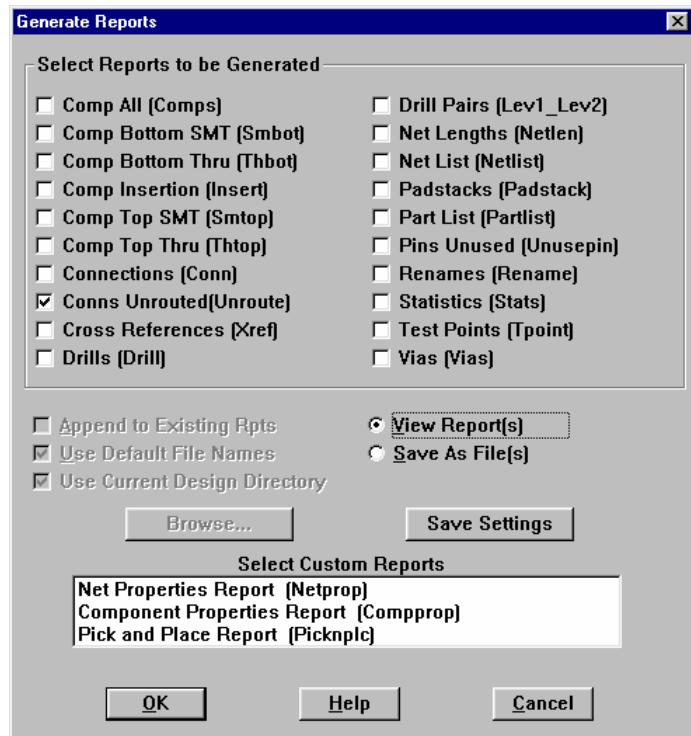 Generate Reports
Select Reports to be Generated
Comp All (Comps)
Comp Bottom SMT (Smbot)
Comp Bottom Thru (Thbot)
Comp Insertion (Insert)
Comp Top SMT (Smtop)
Comp Top Thru (Thtop)
Connections (Conn)
Conns Unrouted(Unroute)
Cross References (Xref)
Drills (Drill)
Drill Pairs (Lev1_Lev2)
Net Lengths (Netlen)
Net List (Netlist)
Padstacks (Padstack)
Part List (Partlist)
Pins Unused (Unusepin)
Renames (Rename)
Statistics (Stats)
Test Points (Tpoint)
Vias (Vias)
Append to Existing Rpts
Use Default File Names
Use Current Design Directory
View Report(s)
Save As File(s)
Browse...
Save Settings
Select Custom Reports
Net Properties Report (Netprop)
Component Properties Report (Compprop)
Pick and Place Report (Picknplc)
OK
Help
Cancel